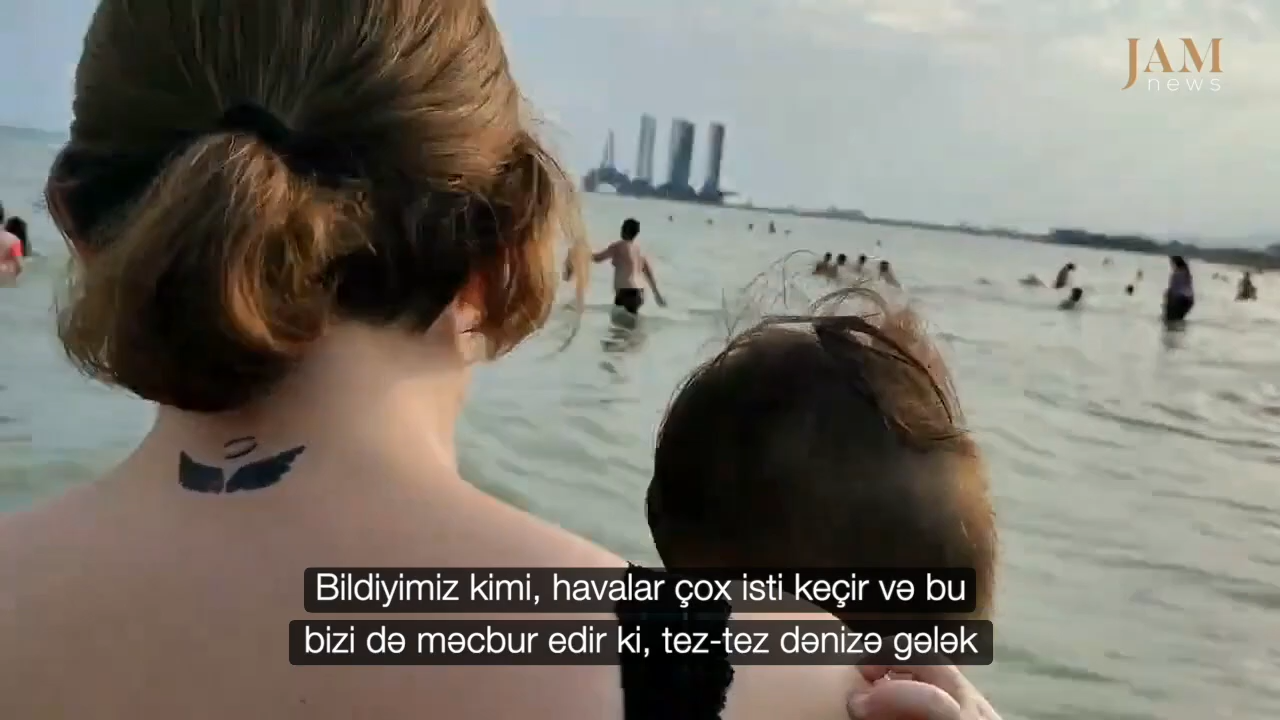 JAM
news
Bildiyimiz kimi, havalar çox isti keçir və bu
bizi də məcbur edir ki, tez-tez dənizə gələk